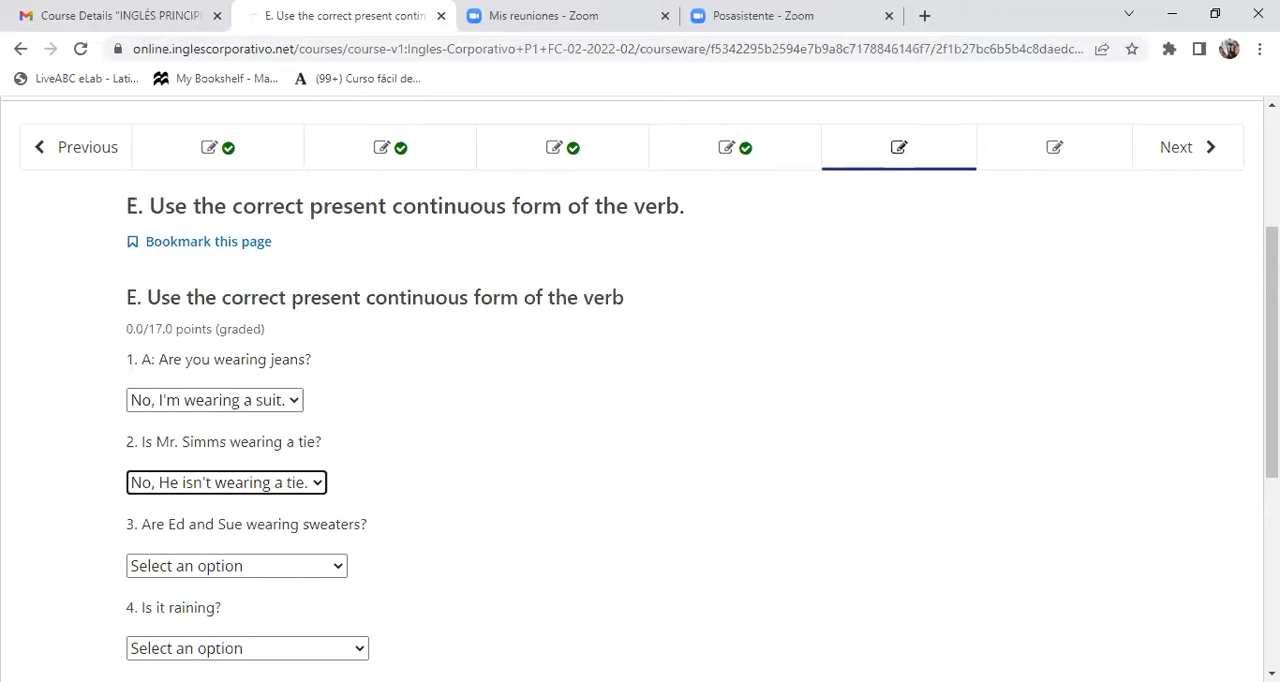 Course Details "INGLÉS PRINCIP
E. Use the correct present contin
Mis reuniones - Zoom
Posasistente - Zoom
online.inglescorporativo.net/courses/course-v1:Ingles-Corporativo+P1+FC-02-2022-02/courseware/f5342295b2594e7b9a8c7178846146f7/2f1b27bc6b5b4c8daedc...
LiveABC eLab - Lati...
My Bookshelf - Ma...
A (99+) Curso fácil de...
Previous
Next
E. Use the correct present continuous form of the verb.
Bookmark this page
E. Use the correct present continuous form of the verb
0.0/17.0 points (graded)
1. A: Are you wearing jeans?
No, I'm wearing a suit.
2. Is Mr. Simms wearing a tie?
No, He isn't wearing a tie.
3. Are Ed and Sue wearing sweaters?
Select an option
4. Is it raining?
Select an option